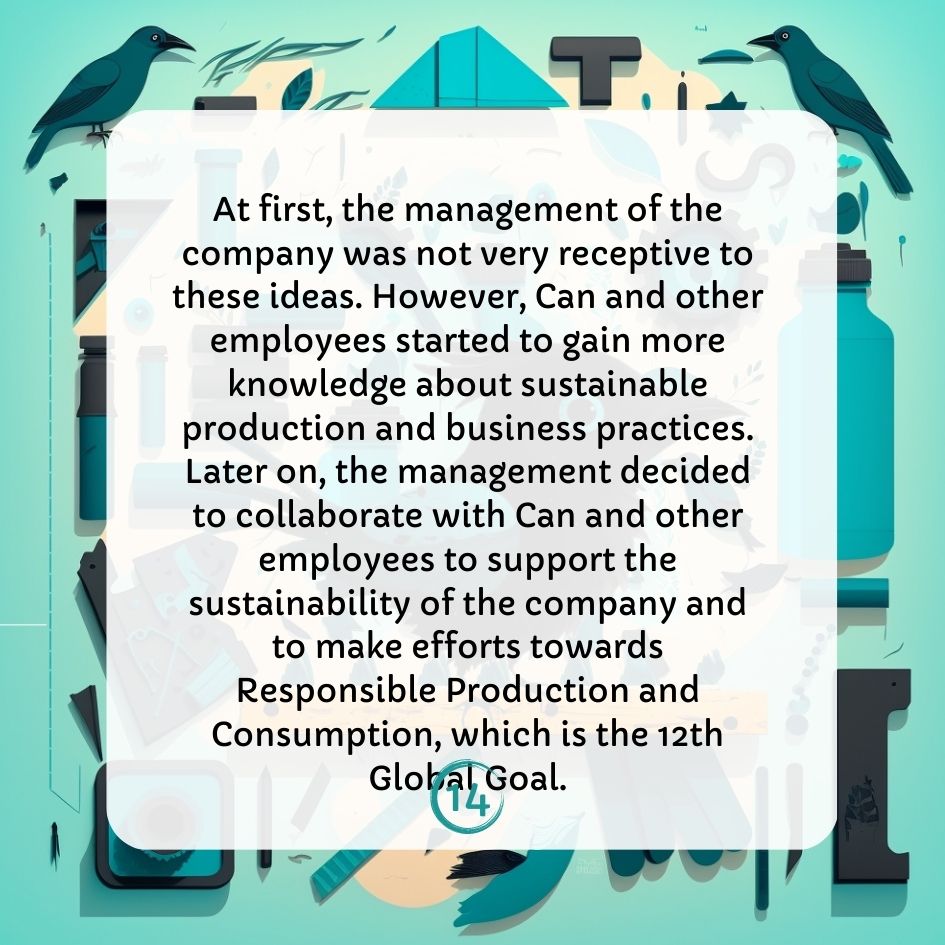 At first, the management of the
company was not very receptive to
these ideas. However, Can and other
employees started to gain more
knowledge about sustainable
production and business practices.
Later on, the management decided
to collaborate with Can and other
employees to support the
sustainability of the company and
to make efforts towards
Responsible Production and
Consumption, which is the 12th
Global Goal.
14